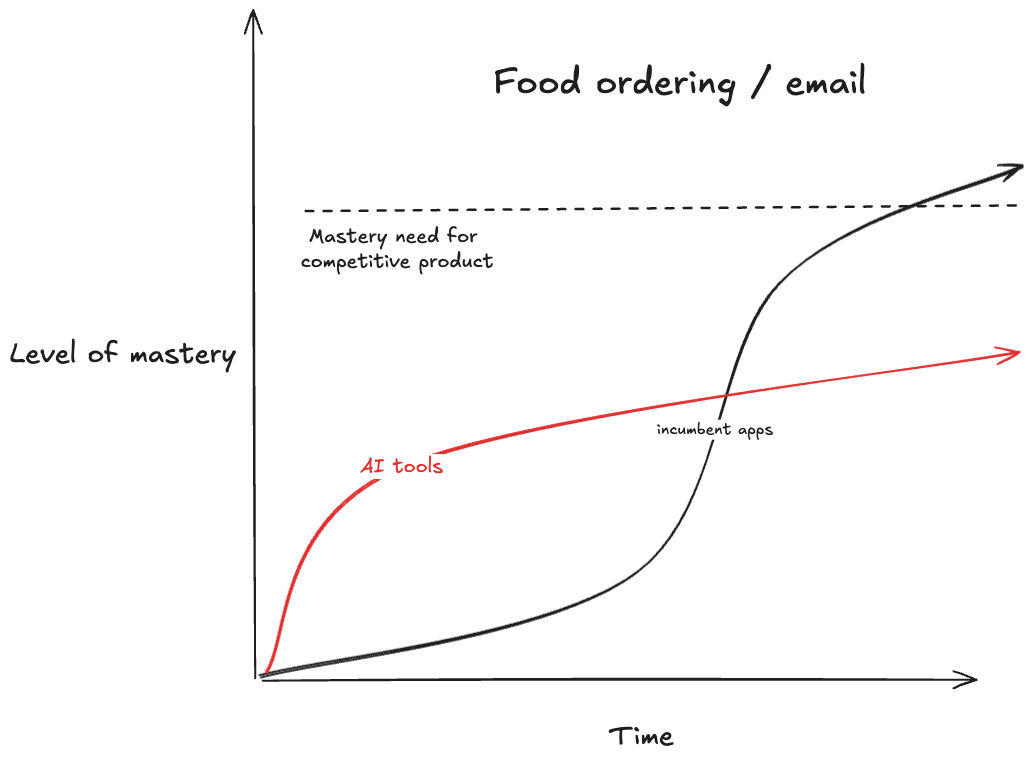 Food ordering / email
Mastery need for
competitive product
Level of mastery
incumbent apps
AI tools
Time